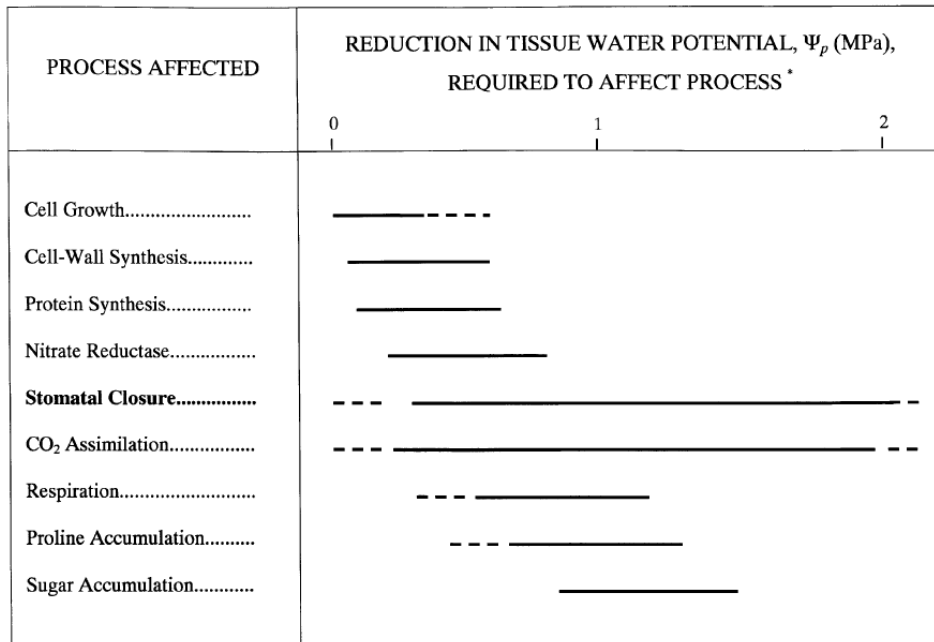 PROCESS AFFECTED
REDUCTION IN TISSUE WATER POTENTIAL, Ψp (MPa),
REQUIRED TO AFFECT PROCESS *
0 1 2
Cell Growth..........................
Cell-Wall Synthesis.............
Protein Synthesis.................
Nitrate Reductase.................
Stomatal Closure................
CO2 Assimilation.................
Respiration...........................
Proline Accumulation..........
Sugar Accumulation............